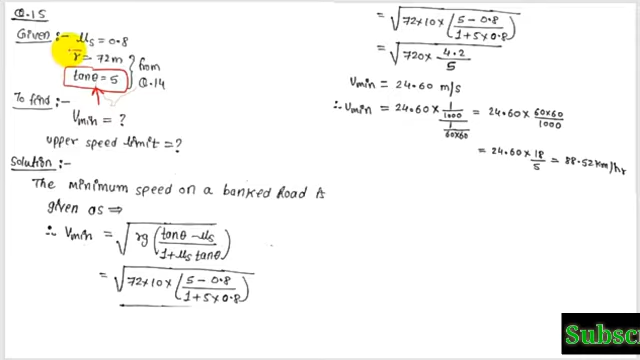 Q.15
Given :- μs = 0.8
r = 72m
tanθ = 5
from Q.14
To find :-
Vmin = ?
upper speed limit = ?
Solution :-
The minimum speed on a banked Road is
given as ⇒
∴ Vmin = √(rg ((tanθ - μs)/(1 + μs tanθ)))
= √(72×10× ((5 - 0.8)/(1 + 5×0.8)))
= √(72×10× ((5 - 0.8)/(1 + 5×0.8)))
= √(720 × 4.2/5)
Vmin = 24.60 m/s
∴ Vmin = 24.60 × (1/1000)/(1/(60×60)) = 24.60 × (60×60)/1000
= 24.60 × 18/5 = 88.52 km/hr
Subscr